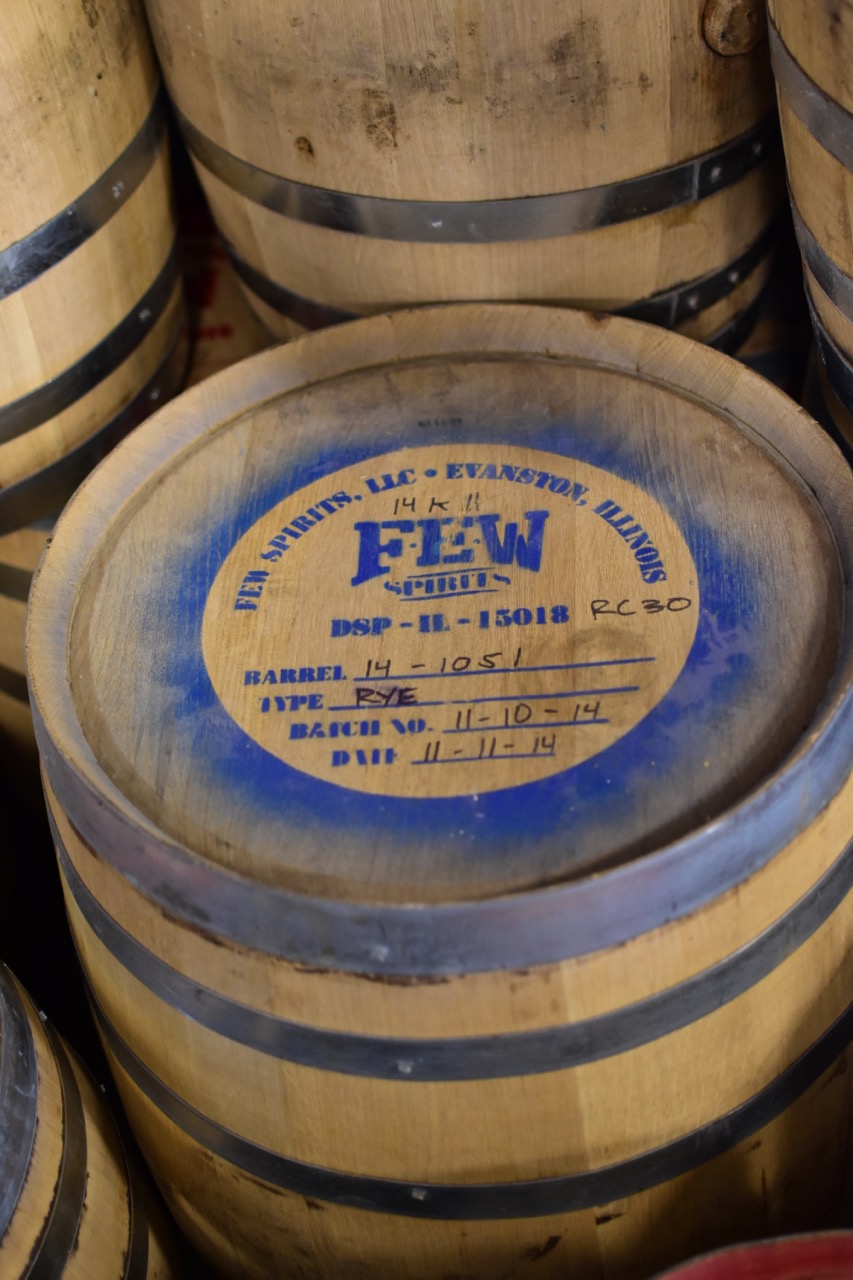 FEW SPIRITS, LLC • EVANSTON, ILLINOIS
14 K 11
F.E.W
SPIRITS
DSP-IL-15018 RC30
BARREL 14-1051
TYPE RYE
BATCH NO. 11-10-14
DATE 11-11-14